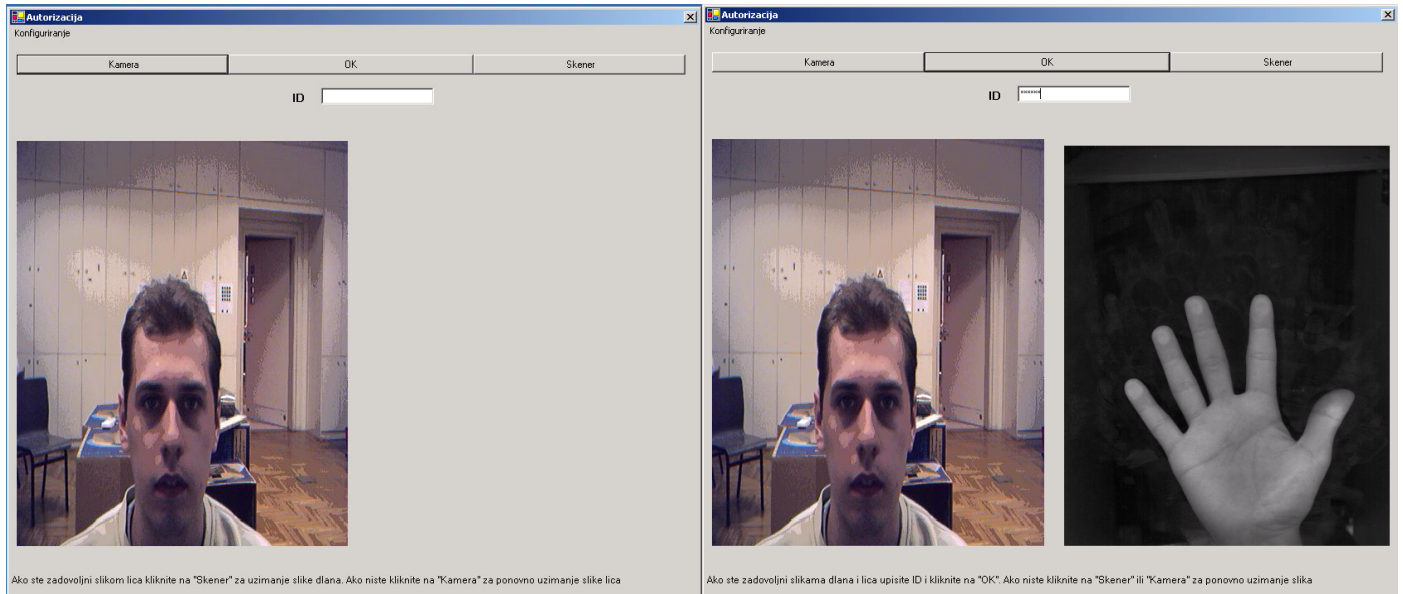 Autorizacija
Konfiguriranje
Kamera OK Skener
ID
Ako ste zadovoljni slikom lica kliknite na "Skener" za uzimanje slike dlana. Ako niste kliknite na "Kamera" za ponovno uzimanje slike lica
Autorizacija
Konfiguriranje
Kamera OK Skener
ID ******
Ako ste zadovoljni slikama dlana i lica upisite ID i kliknite na "OK". Ako niste kliknite na "Skener" ili "Kamera" za ponovno uzimanje slika